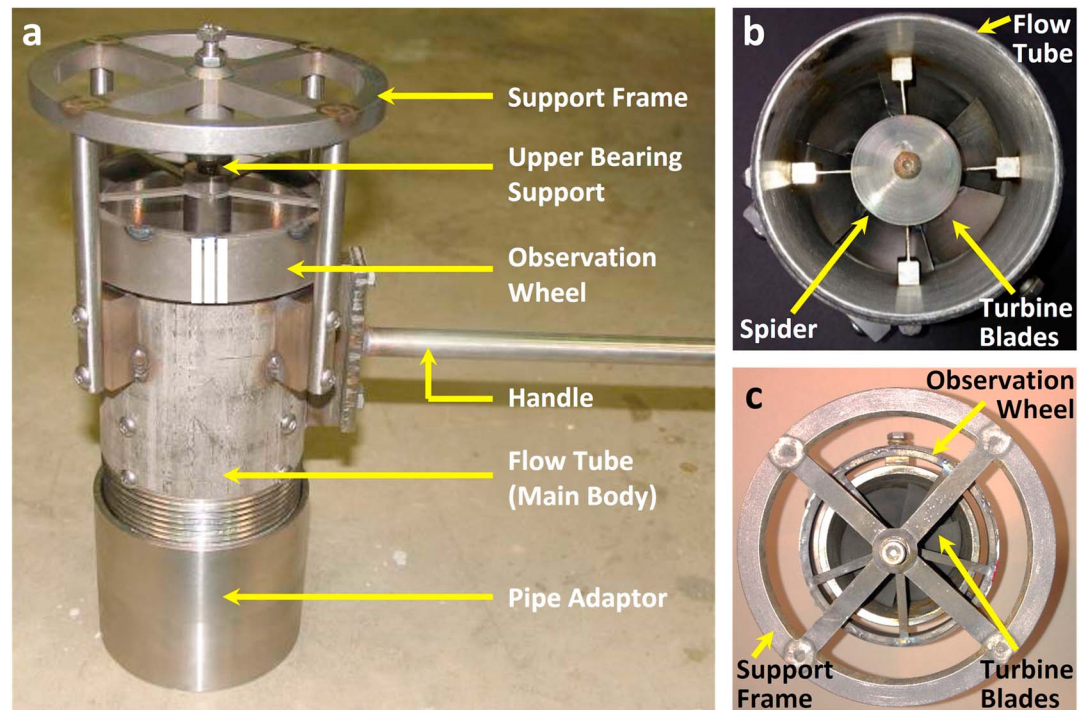 a
Support Frame
Upper Bearing
Support
Observation
Wheel
Handle
Flow Tube
(Main Body)
Pipe Adaptor
b
Flow
Tube
Spider
Turbine
Blades
c
Observation
Wheel
Support
Frame
Turbine
Blades